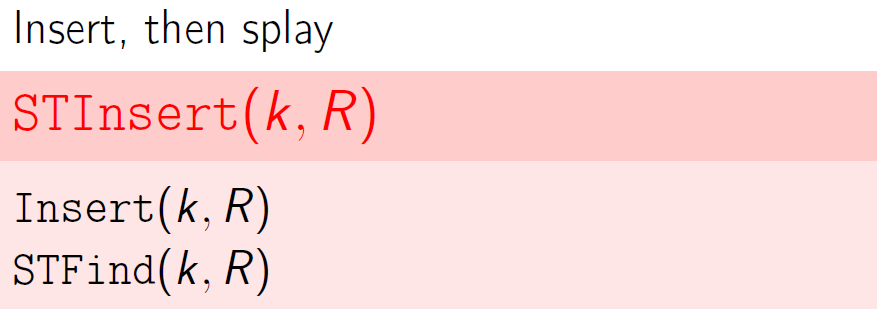 Insert, then splay
STInsert(k, R)
Insert(k, R)
STFind(k, R)